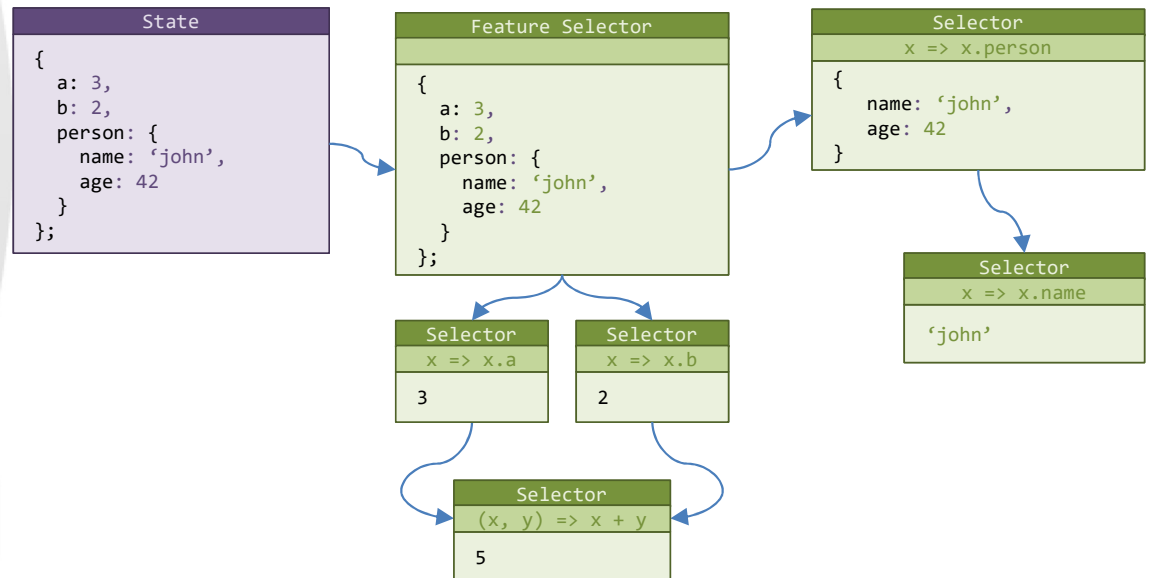 State
{
  a: 3,
  b: 2,
  person: {
    name: ‘john’,
    age: 42
  }
};
Feature Selector
{
  a: 3,
  b: 2,
  person: {
    name: ‘john’,
    age: 42
  }
};
Selector
x => x.person
{
   name: ‘john’,
   age: 42
}
Selector
x => x.name
‘john’
Selector
x => x.a
3
Selector
x => x.b
2
Selector
(x, y) => x + y
5